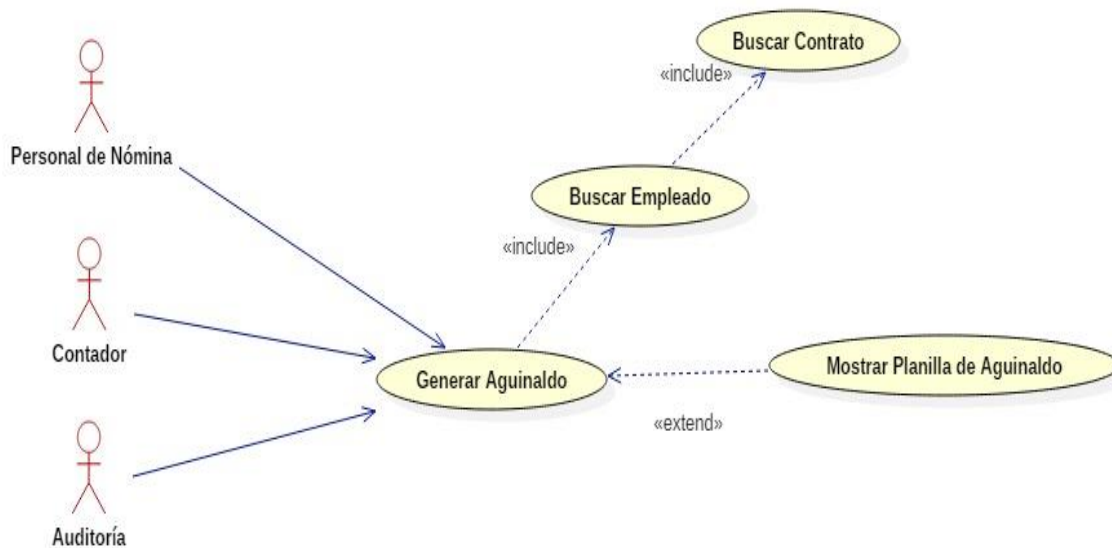 Buscar Contrato
«include»
Personal de Nómina
Buscar Empleado
«include»
Contador
Generar Aguinaldo
Mostrar Planilla de Aguinaldo
«extend»
Auditoría